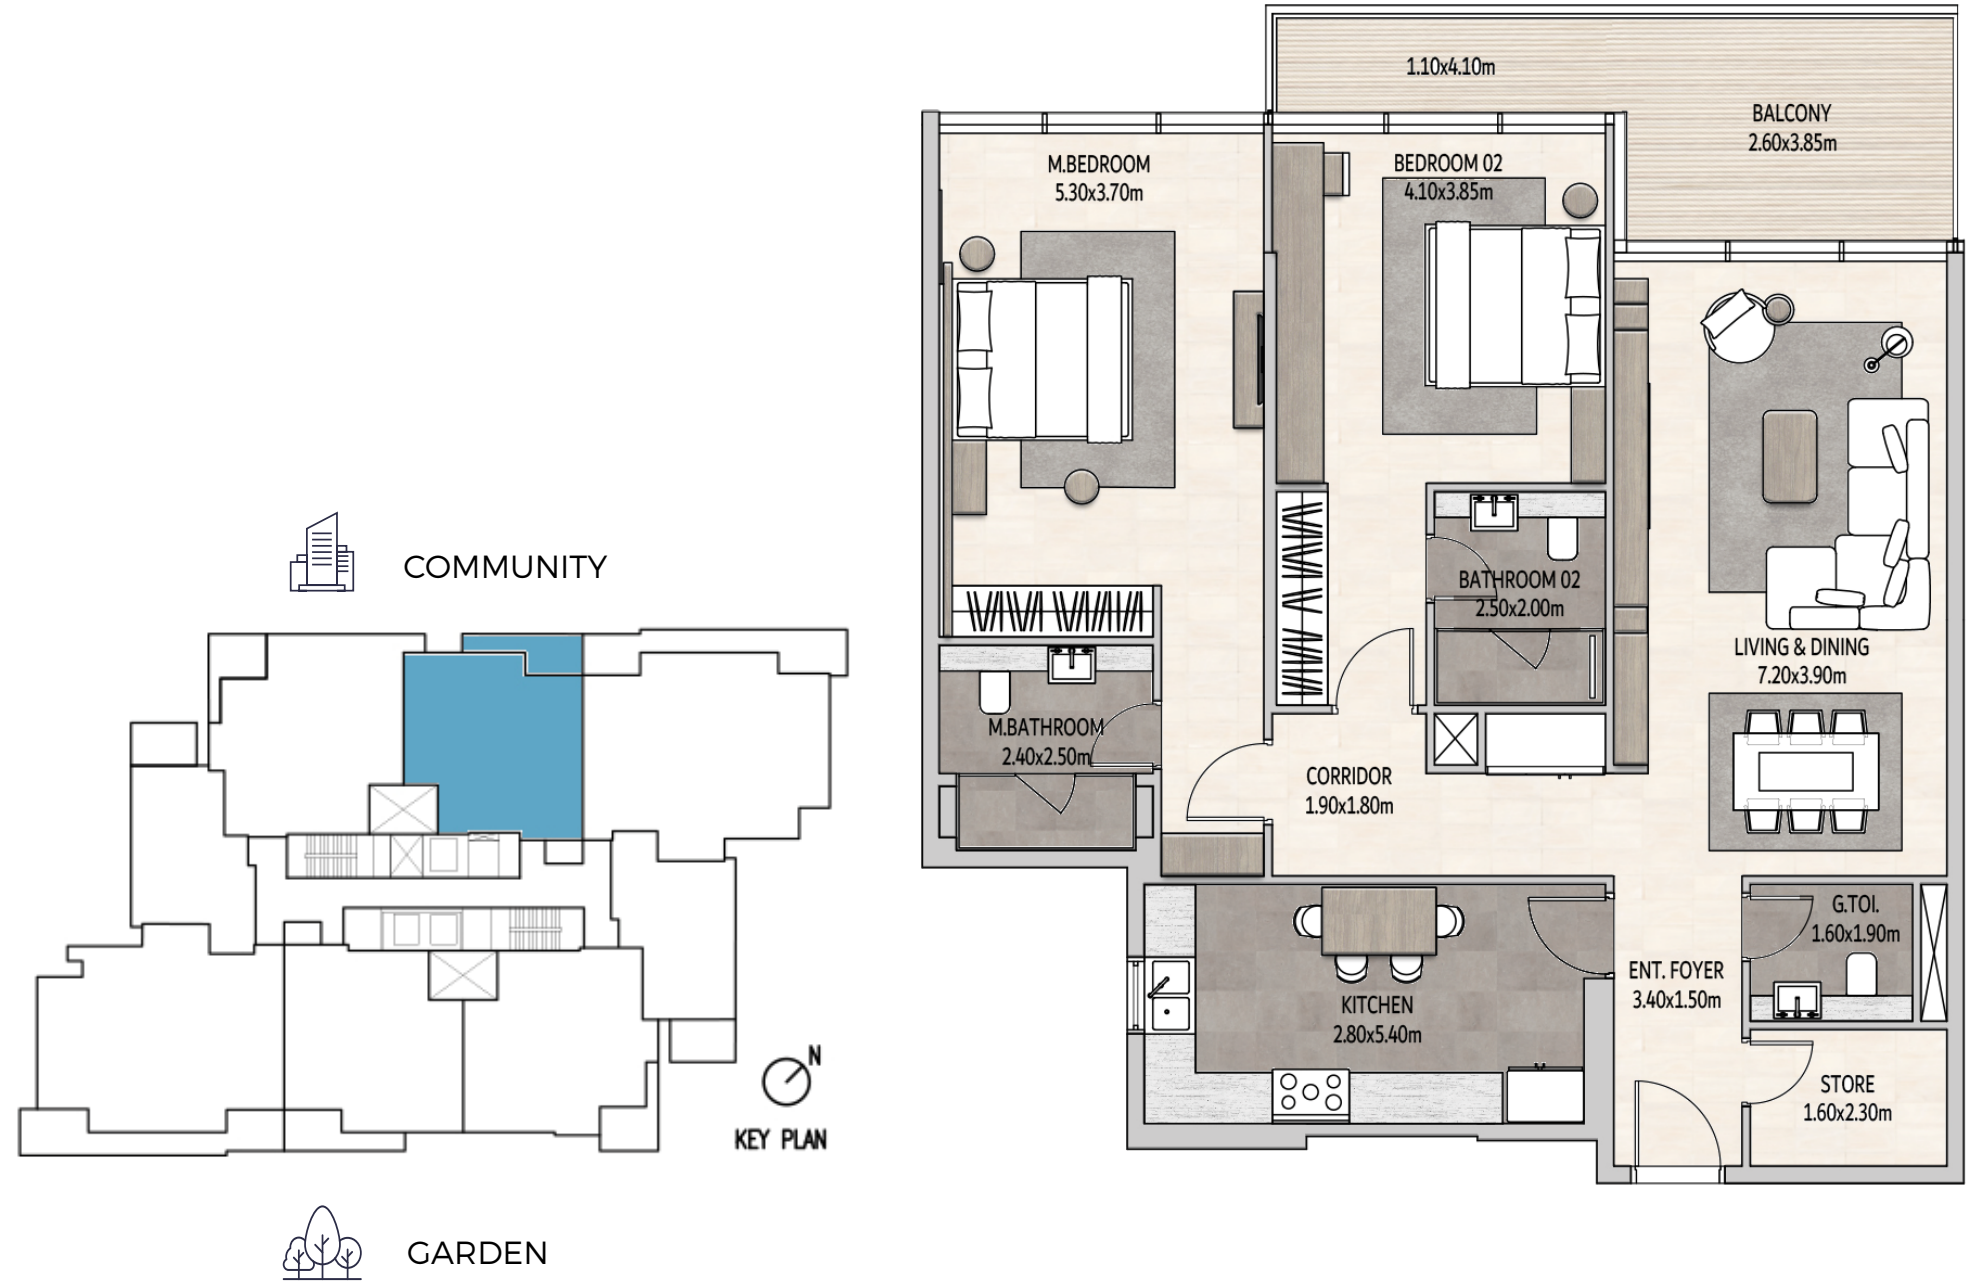 1.10x4.10m
BALCONY
2.60x3.85m
M.BEDROOM
5.30x3.70m
BEDROOM 02
4.10x3.85m
BATHROOM 02
2.50x2.00m
LIVING & DINING
7.20x3.90m
M.BATHROOM
2.40x2.50m
CORRIDOR
1.90x1.80m
G.TOI.
1.60x1.90m
ENT. FOYER
3.40x1.50m
KITCHEN
2.80x5.40m
STORE
1.60x2.30m
COMMUNITY
N
KEY PLAN
GARDEN